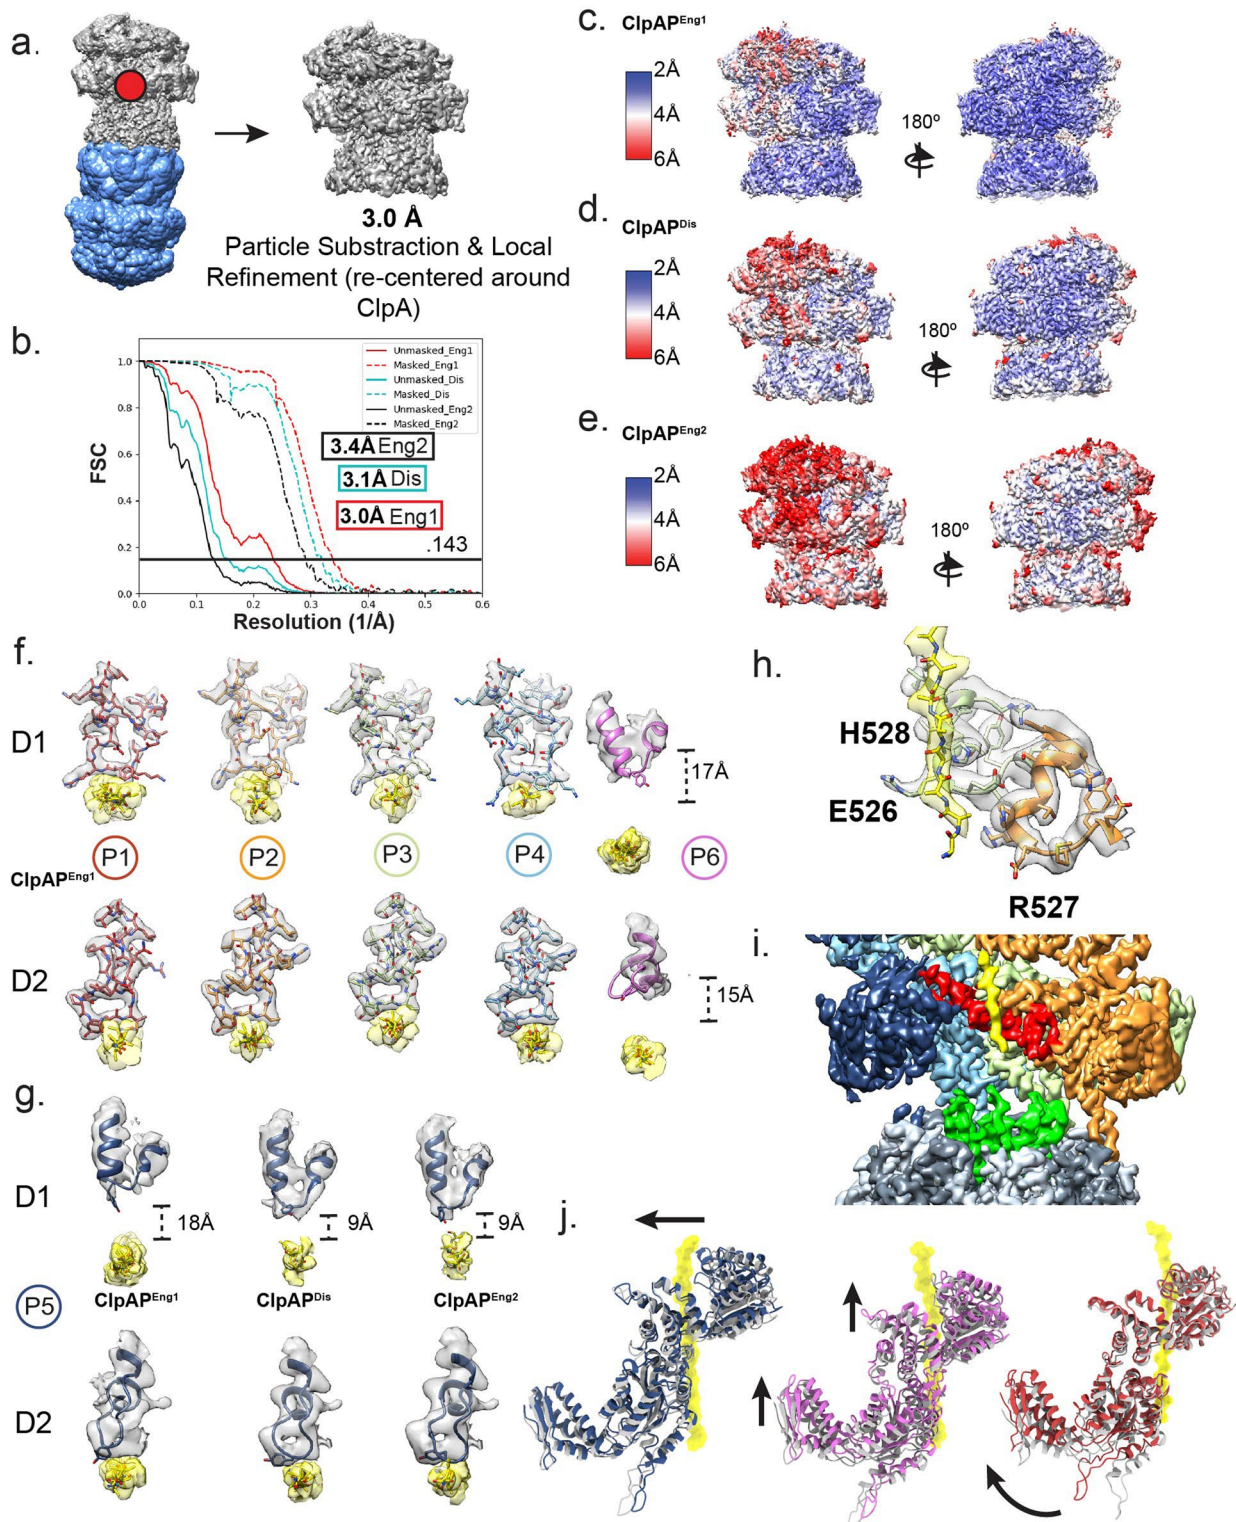 a.
3.0 Å
Particle Substraction & Local
Refinement (re-centered around
ClpA)
b.
FSC
1.0
0.8
0.6
0.4
0.2
0.0
0.0 0.1 0.2 0.3 0.4 0.5 0.6
Resolution (1/Å)
Unmasked_Eng1
Masked_Eng1
Unmasked_Dis
Masked_Dis
Unmasked_Eng2
Masked_Eng2
3.4Å Eng2
3.1Å Dis
3.0Å Eng1
.143
c.
ClpAP^Eng1
2Å
4Å
6Å
180º
d.
ClpAP^Dis
2Å
4Å
6Å
180º
e.
ClpAP^Eng2
2Å
4Å
6Å
180º
f.
D1
17Å
P1 P2 P3 P4 P6
ClpAP^Eng1
D2
15Å
g.
D1
18Å
9Å
9Å
P5
ClpAP^Eng1 ClpAP^Dis ClpAP^Eng2
D2
h.
H528
E526
R527
i.
j.